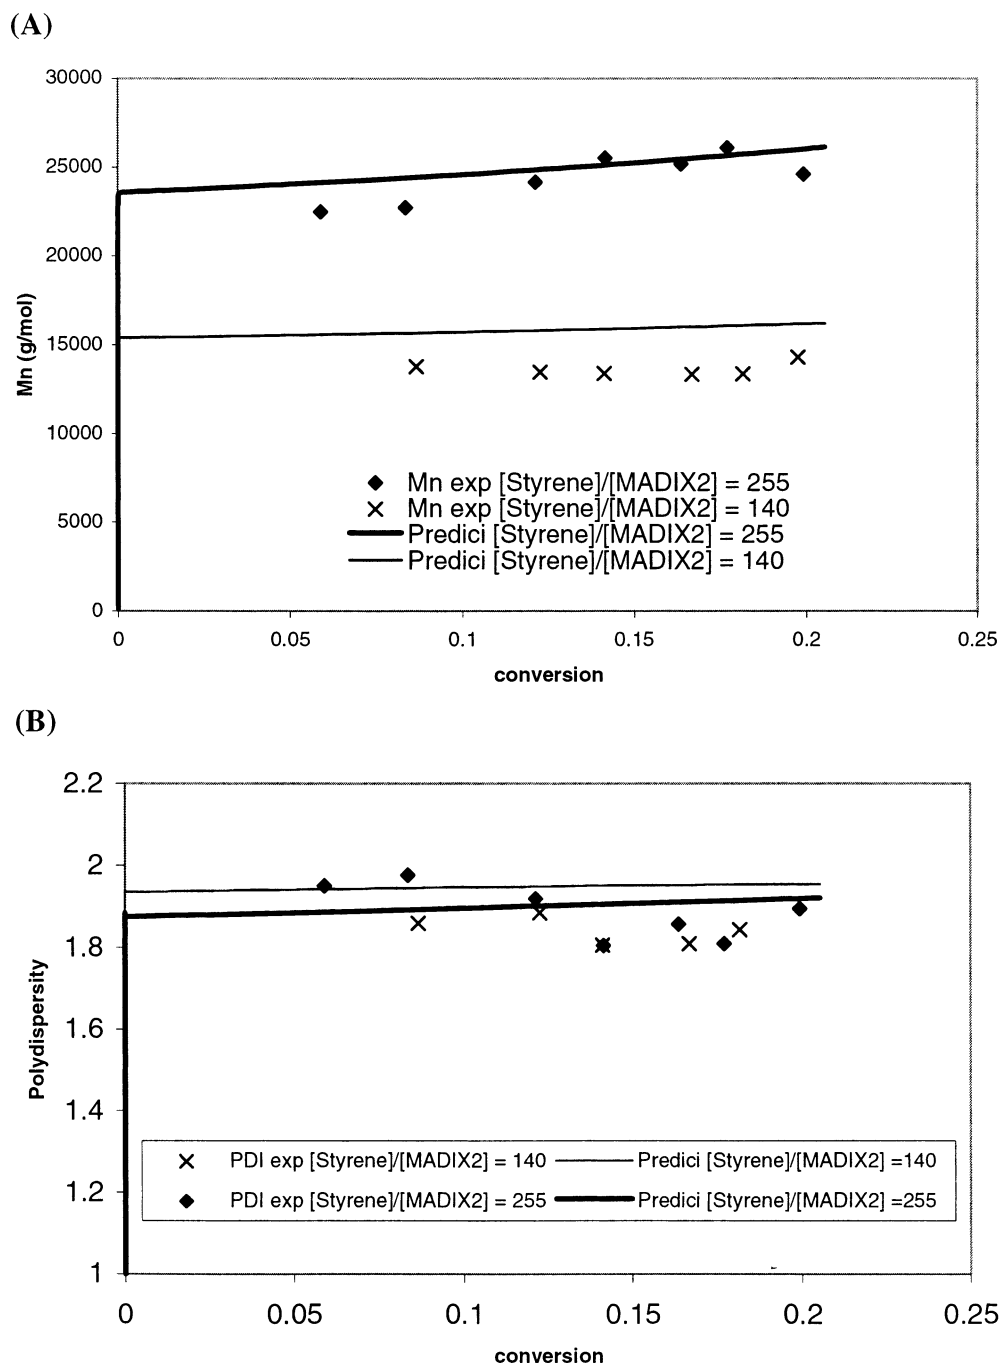 (A)
30000
25000
20000
15000
10000
5000
0
Mn (g/mol)
Mn exp [Styrene]/[MADIX2] = 255
Mn exp [Styrene]/[MADIX2] = 140
Predici [Styrene]/[MADIX2] = 255
Predici [Styrene]/[MADIX2] = 140
0 0.05 0.1 0.15 0.2 0.25
conversion
(B)
2.2
2
1.8
1.6
1.4
1.2
1
Polydispersity
PDI exp [Styrene]/[MADIX2] = 140 Predici [Styrene]/[MADIX2] =140
PDI exp [Styrene]/[MADIX2] = 255 Predici [Styrene]/[MADIX2] =255
0 0.05 0.1 0.15 0.2 0.25
conversion